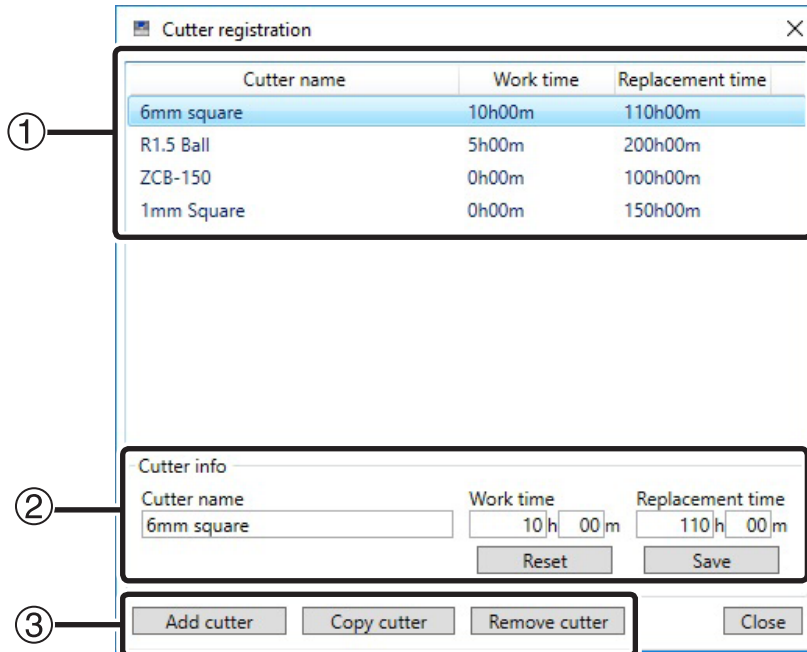 Cutter registration
Cutter name Work time Replacement time
① 6mm square 10h00m 110h00m
R1.5 Ball 5h00m 200h00m
ZCB-150 0h00m 100h00m
1mm Square 0h00m 150h00m
Cutter info
② Cutter name Work time Replacement time
6mm square 10 h 00 m 110 h 00 m
Reset Save
③ Add cutter Copy cutter Remove cutter Close